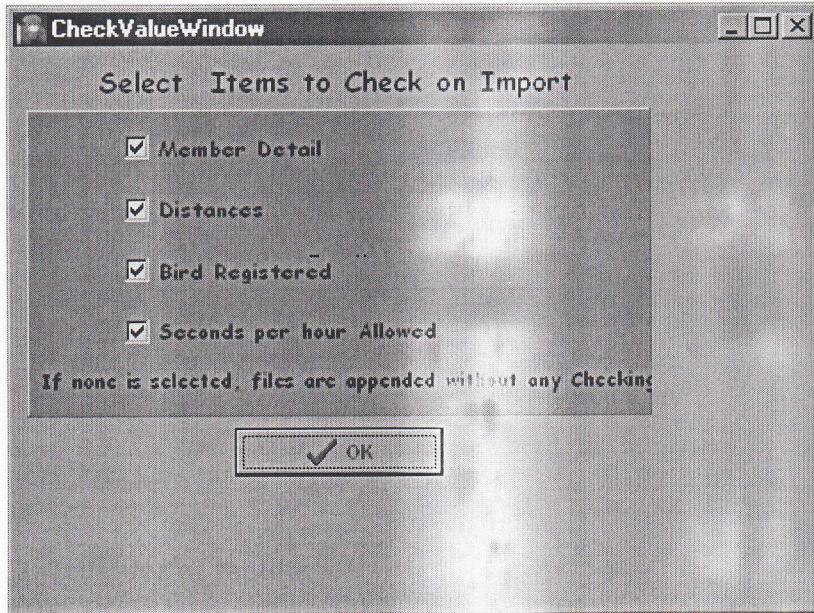 CheckValueWindow
Select Items to Check on Import
Member Detail
Distances
Bird Registered
Seconds per hour Allowed
If none is selected, files are appended without any Checking
OK